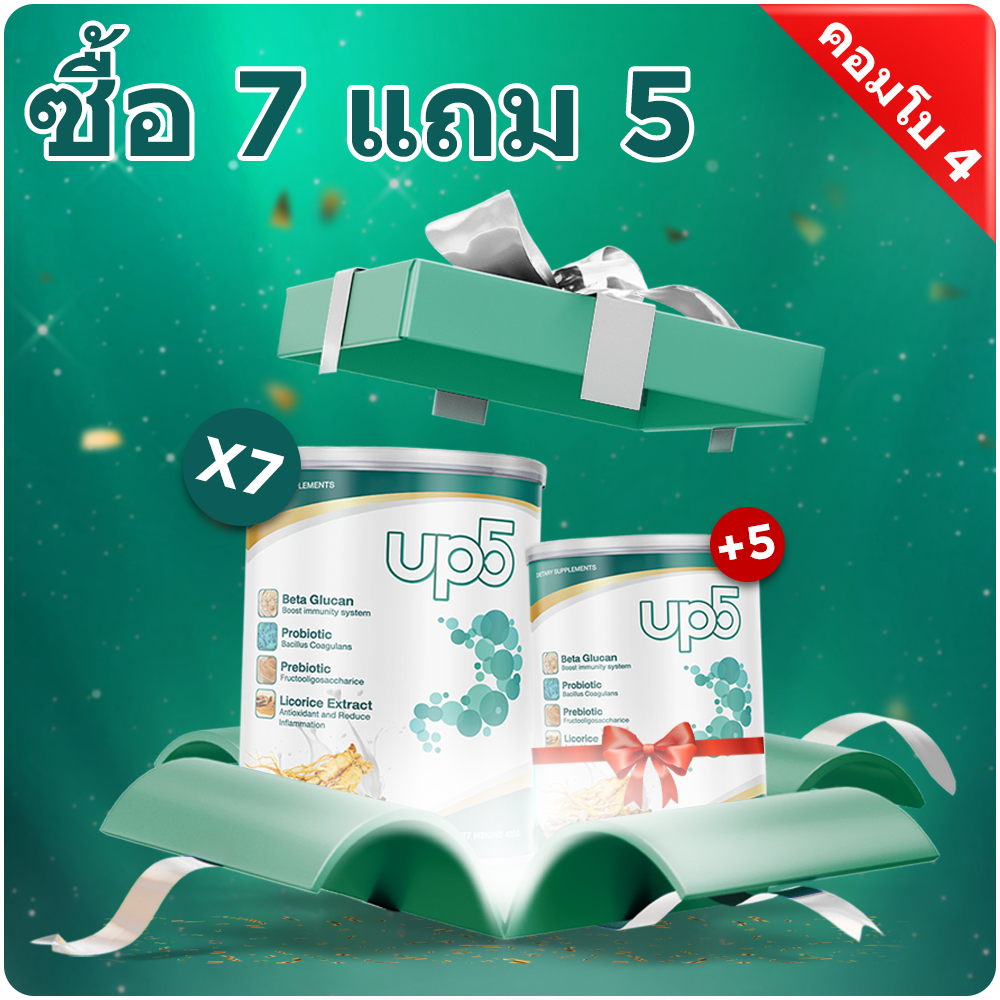 ซื้อ 7 แถม 5
คอมโบ 4
X7
LEMENTS
up5
Beta Glucan
Boost immunity system
Probiotic
Bacillus Coagulans
Prebiotic
Fructooligosaccharice
Licorice Extract
Antioxidant and Reduce
Inflammation
+5
DIETARY SUPPLEMENTS
up5
Beta Glucan
Boost immunity system
Probiotic
Bacillus Coagulans
Prebiotic
Fructooligosaccharice
Licorice